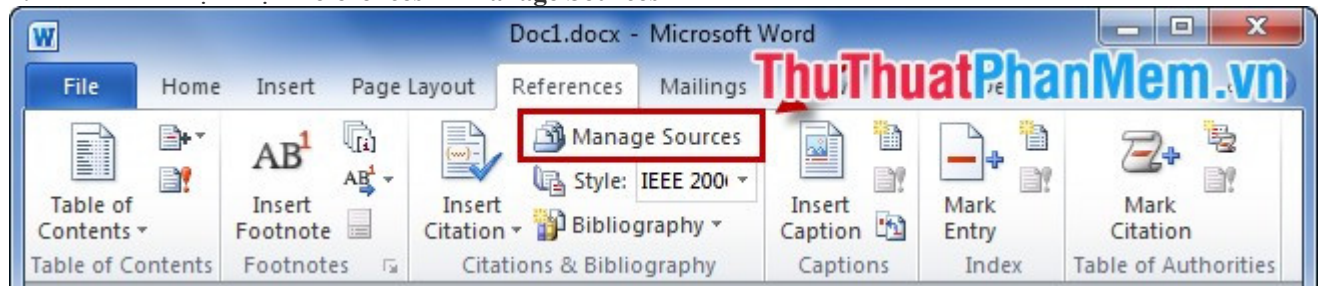 Doc1.docx - Microsoft Word
File Home Insert Page Layout References Mailings
ThuThuatPhanMem.vn
Manage Sources
Style: IEEE 200
Table of Contents
AB1 Insert Footnote
AB1
Insert Citation
Bibliography
Insert Caption
Mark Entry
Mark Citation
Table of Contents Footnotes Citations & Bibliography Captions Index Table of Authorities